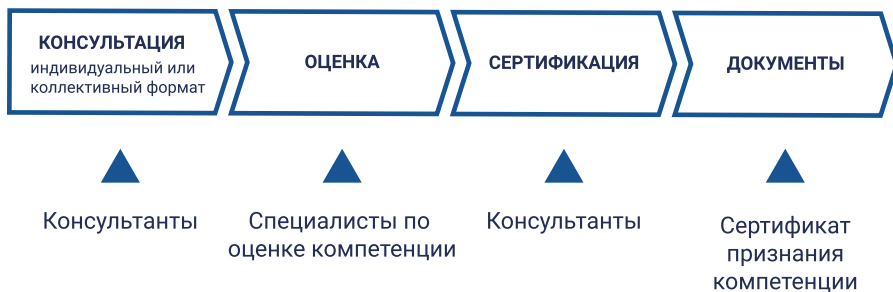 КОНСУЛЬТАЦИЯ
индивидуальный или
коллективный формат
ОЦЕНКА
СЕРТИФИКАЦИЯ
ДОКУМЕНТЫ
Консультанты
Специалисты по
оценке компетенции
Консультанты
Сертификат
признания
компетенции